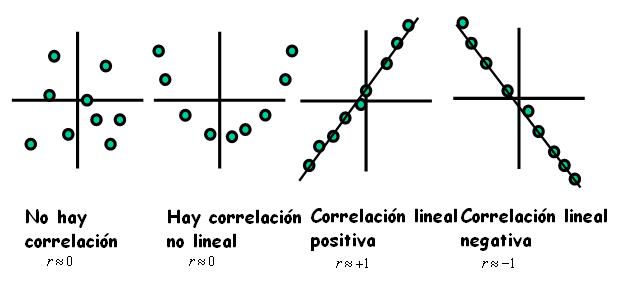 No hay
correlación
r≈0
Hay correlación
no lineal
r≈0
Correlación lineal
positiva
r≈+1
Correlación lineal
negativa
r≈-1